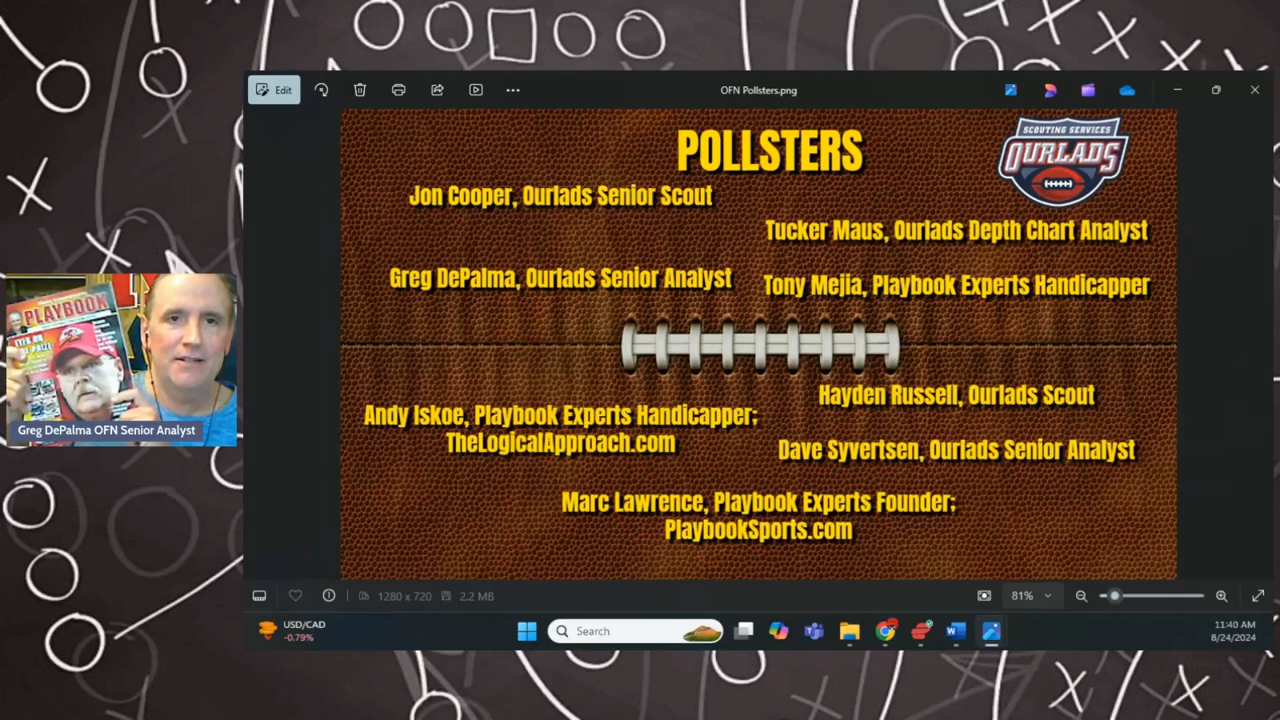 Edit
OFN Pollsters.png
POLLSTERS
SCOUTING SERVICES
OURLADS
Jon Cooper, Ourlads Senior Scout
Tucker Maus, Ourlads Depth Chart Analyst
Greg DePalma, Ourlads Senior Analyst
Tony Mejia, Playbook Experts Handicapper
Hayden Russell, Ourlads Scout
Andy Iskoe, Playbook Experts Handicapper;
TheLogicalApproach.com
Dave Syvertsen, Ourlads Senior Analyst
Marc Lawrence, Playbook Experts Founder;
PlaybookSports.com
PLAYBOOK
Greg DePalma OFN Senior Analyst
1280 x 720
2.2 MB
81%
USD/CAD
-0.79%
Search
11:40 AM
8/24/2024